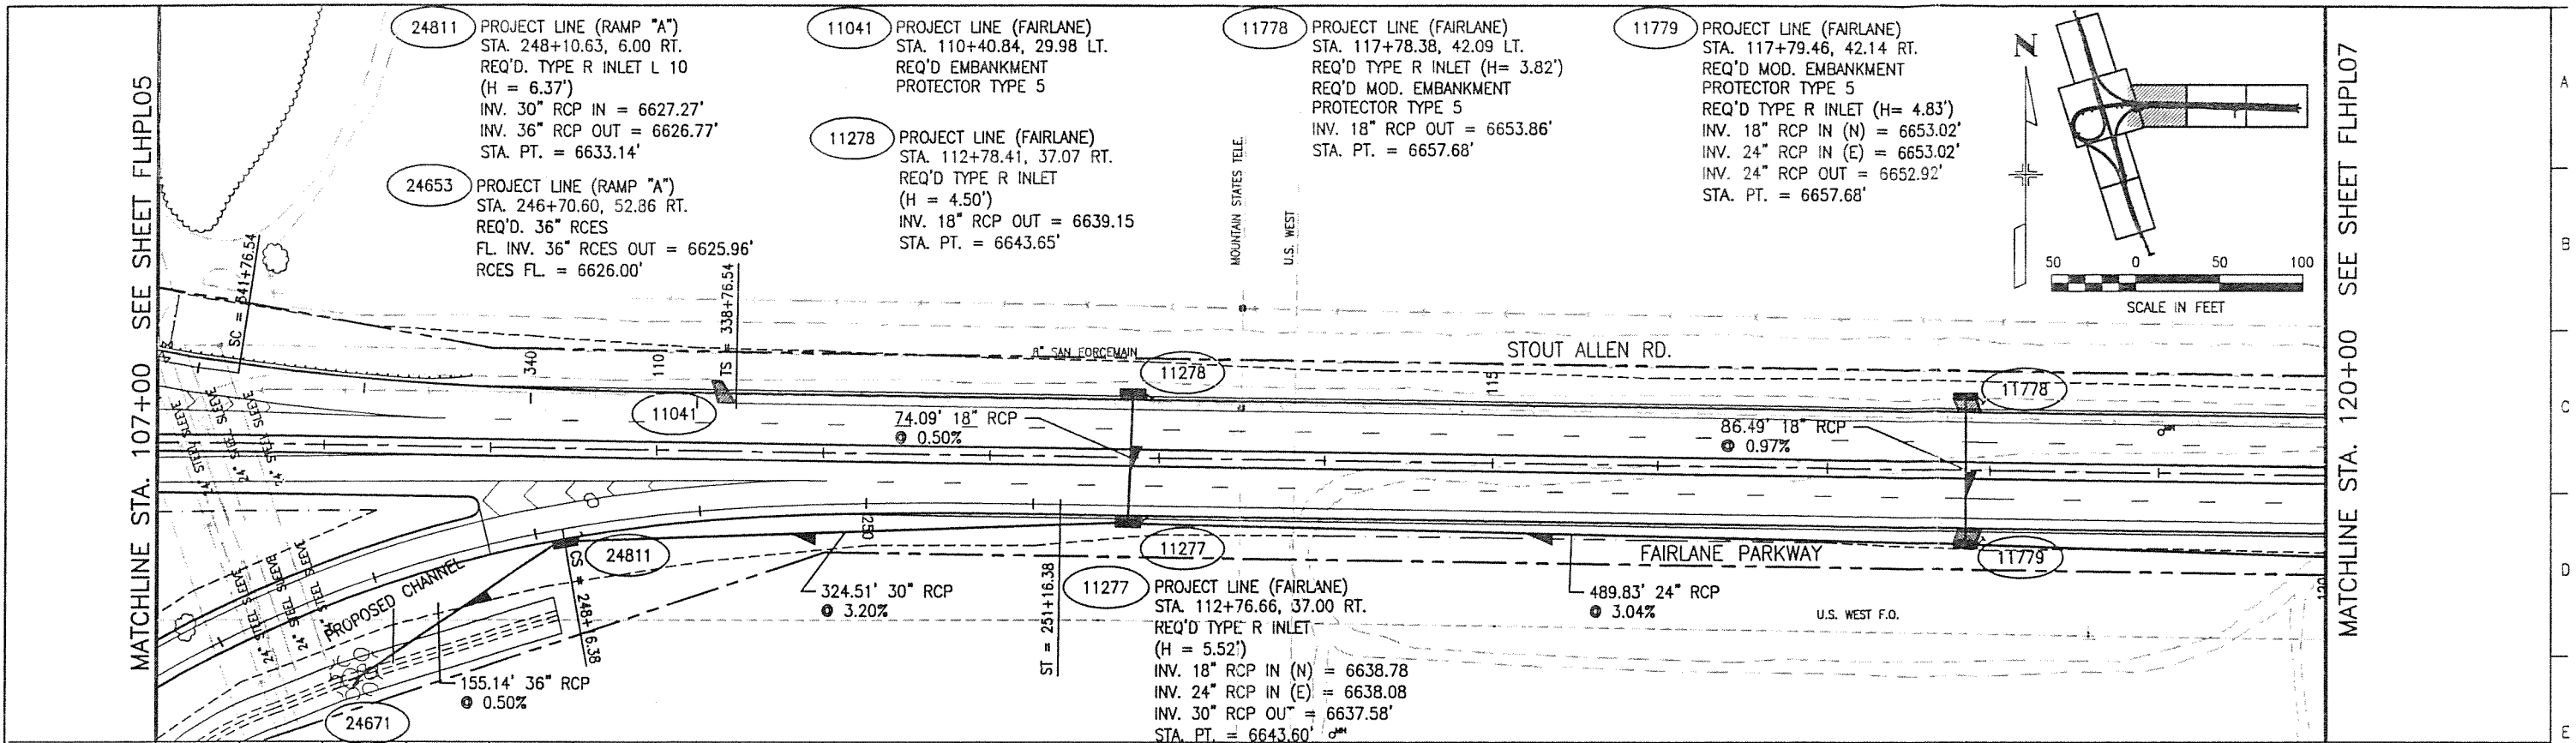 MATCHLINE STA. 107+00 SEE SHEET FLHPL05
24811
PROJECT LINE (RAMP "A")
STA. 248+10.63, 6.00 RT.
REQ'D. TYPE R INLET L 10
(H = 6.37')
INV. 30" RCP IN = 6627.27'
INV. 36" RCP OUT = 6626.77'
STA. PT. = 6633.14'
24653
PROJECT LINE (RAMP "A")
STA. 246+70.60, 52.86 RT.
REQ'D. 36" RCES
FL. INV. 36" RCES OUT = 6625.96'
RCES FL. = 6626.00'
11041
PROJECT LINE (FAIRLANE)
STA. 110+40.84, 29.98 LT.
REQ'D EMBANKMENT
PROTECTOR TYPE 5
11278
PROJECT LINE (FAIRLANE)
STA. 112+78.41, 37.07 RT.
REQ'D TYPE R INLET
(H = 4.50')
INV. 18" RCP OUT = 6639.15
STA. PT. = 6643.65'
11778
PROJECT LINE (FAIRLANE)
STA. 117+78.38, 42.09 LT.
REQ'D TYPE R INLET (H= 3.82')
REQ'D MOD. EMBANKMENT
PROTECTOR TYPE 5
INV. 18" RCP OUT = 6653.86'
STA. PT. = 6657.68'
11779
PROJECT LINE (FAIRLANE)
STA. 117+79.46, 42.14 RT.
REQ'D MOD. EMBANKMENT
PROTECTOR TYPE 5
REQ'D TYPE R INLET (H= 4.83')
INV. 18" RCP IN (N) = 6653.02'
INV. 24" RCP IN (E) = 6653.02'
INV. 24" RCP OUT = 6652.92'
STA. PT. = 6657.68'
N
50 0 50 100
SCALE IN FEET
MATCHLINE STA. 120+00 SEE SHEET FLHPL07
A
B
C
D
E
MOUNTAIN STATES TELE.
U.S. WEST
SC = 341+76.54
340
110
TS = 338+76.54
8" SAN FORCEMAIN
STOUT ALLEN RD.
11278
115
11778
11041
74.09' 18" RCP
@ 0.50%
86.49' 18" RCP
@ 0.97%
MH
24" STEEL SLEEVE
24" STEEL SLEEVE
24" STEEL SLEEVE
250
24811
11277
FAIRLANE PARKWAY
11779
24" STEEL SLEEVE
24" STEEL SLEEVE
24" STEEL SLEEVE
PROPOSED CHANNEL
CS = 248+16.38
324.51' 30" RCP
@ 3.20%
ST = 251+16.38
489.83' 24" RCP
@ 3.04%
U.S. WEST F.O.
120
155.14' 36" RCP
@ 0.50%
24671
11277
PROJECT LINE (FAIRLANE)
STA. 112+76.66, 37.00 RT.
REQ'D TYPE R INLET
(H = 5.52')
INV. 18" RCP IN (N) = 6638.78
INV. 24" RCP IN (E) = 6638.08
INV. 30" RCP OUT = 6637.58'
STA. PT. = 6643.60'
MH